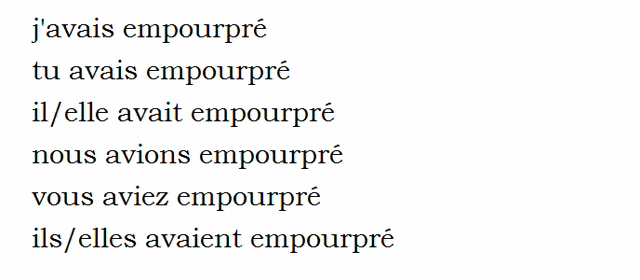 j'avais empourpré
tu avais empourpré
il/elle avait empourpré
nous avions empourpré
vous aviez empourpré
ils/elles avaient empourpré